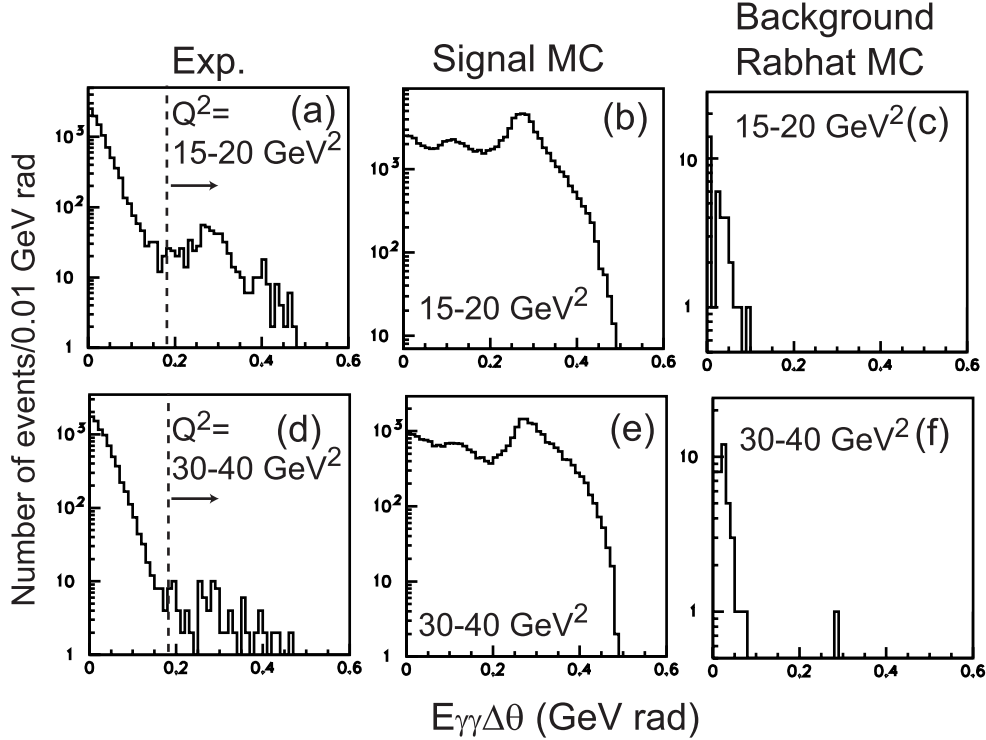 Exp.
Signal MC
Background
Rabhat MC
Number of events/0.01 GeV rad
(a)
Q²=
15-20 GeV²
10³
10²
10
1
0 0.2 0.4 0.6
(b)
15-20 GeV²
10³
10²
10
0 0.2 0.4 0.6
15-20 GeV² (c)
10
1
0 0.2 0.4 0.6
(d)
Q²=
30-40 GeV²
10³
10²
10
1
0 0.2 0.4 0.6
(e)
30-40 GeV²
10³
10²
10
1
0 0.2 0.4 0.6
30-40 GeV² (f)
10
1
0 0.2 0.4 0.6
EγγΔθ (GeV rad)